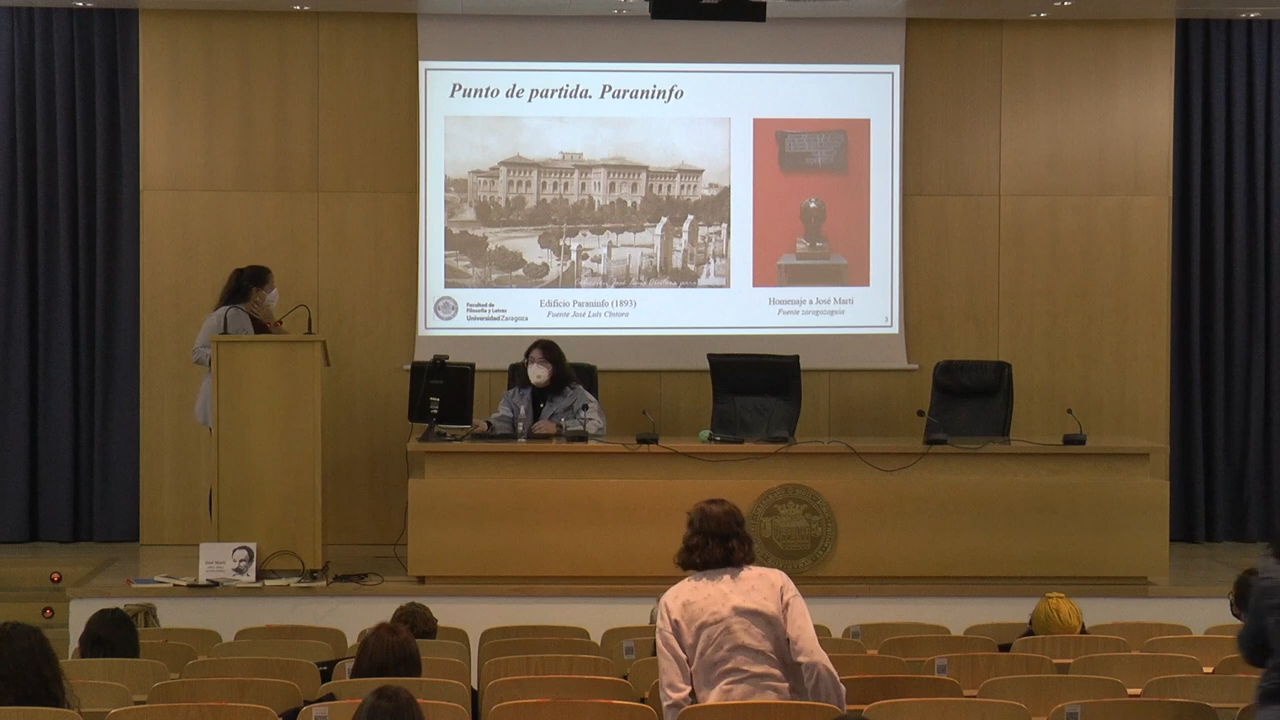 Punto de partida. Paraninfo
Facultad de
Filosofía y Letras
Universidad Zaragoza
Edificio Paraninfo (1893)
Fuente José Luis Cintora
Homenaje a José Martí
Fuente zaragozaguia
3
José Martí